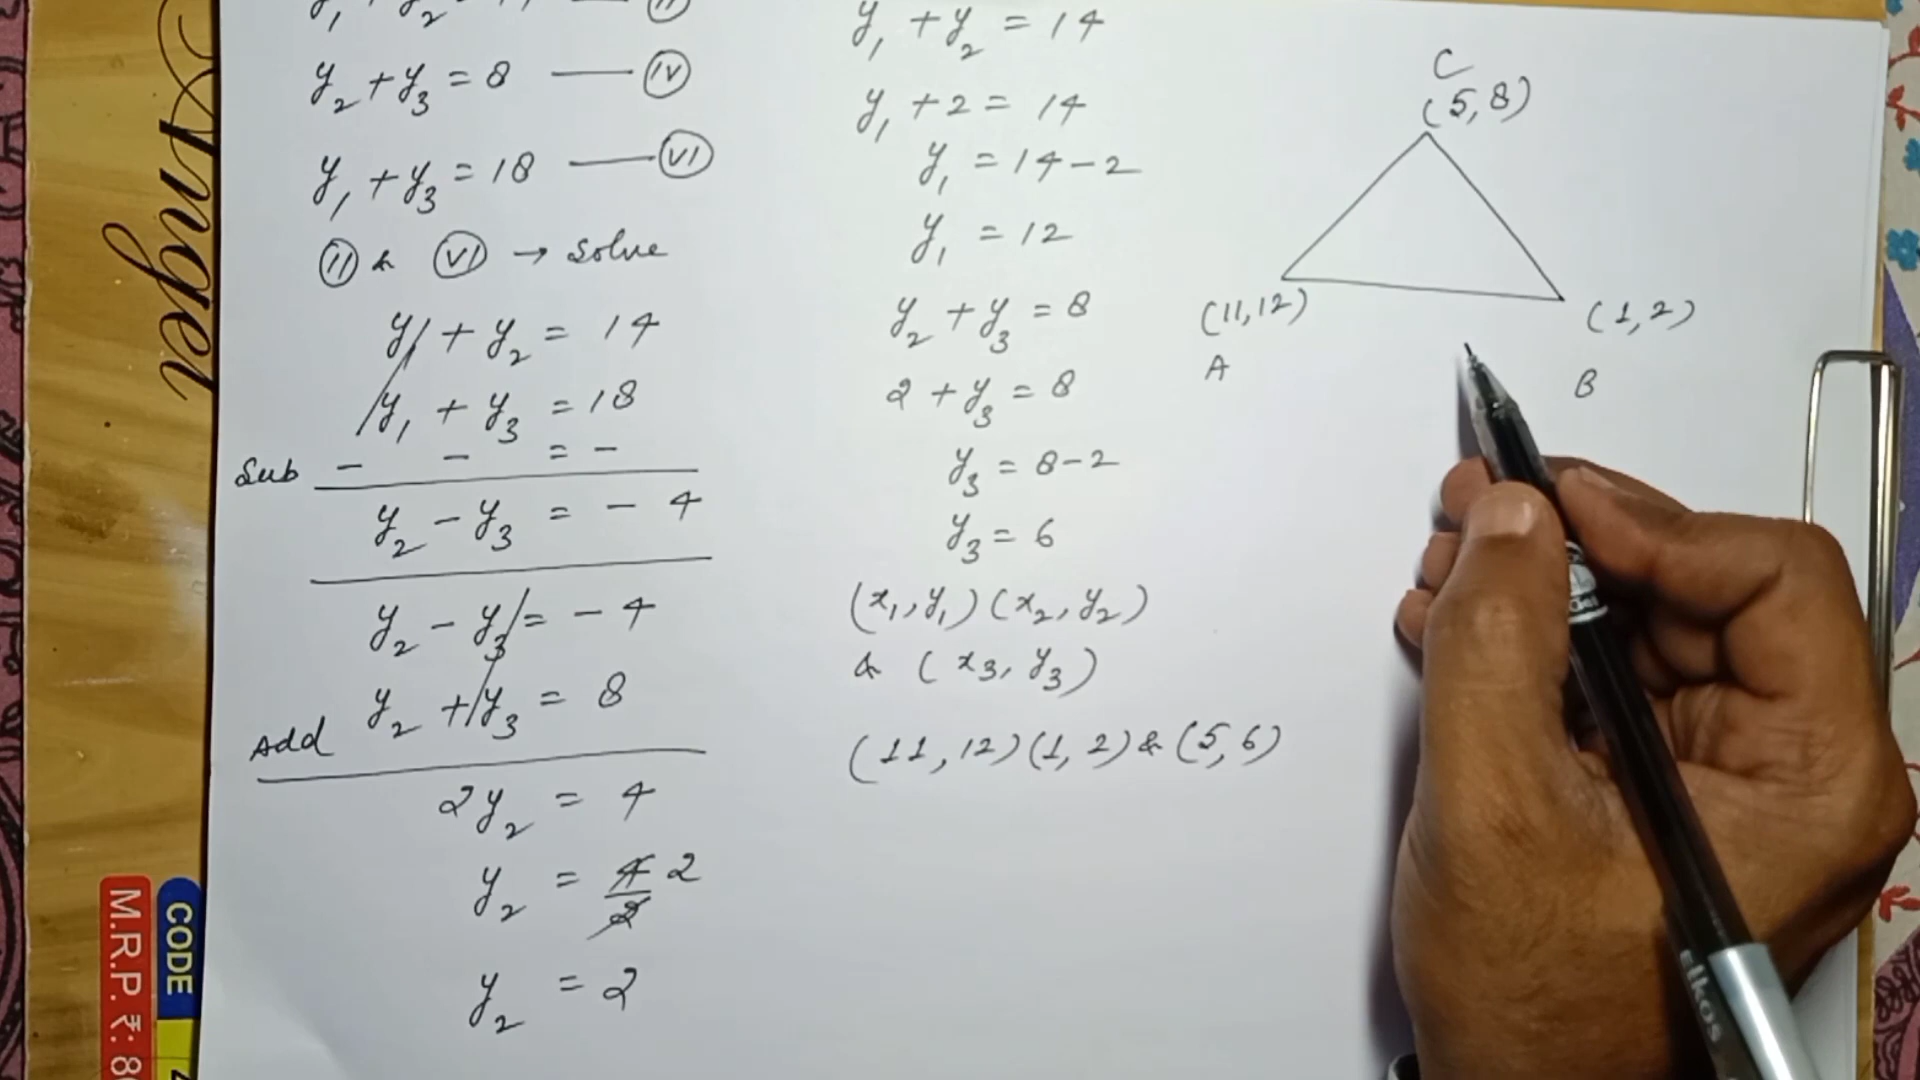 y₂ + y₃ = 8 —— (IV)
y₁ + y₃ = 18 —— (VI)
(II) & (VI) → Solve
y₁ + y₂ = 14
y₁ + y₃ = 18
Sub - - = -
y₂ - y₃ = - 4
y₂ - y₃ = - 4
y₂ + y₃ = 8
Add
2y₂ = 4
y₂ = 4/2 2
y₂ = 2
y₁ + y₂ = 14
y₁ + 2 = 14
y₁ = 14 - 2
y₁ = 12
y₂ + y₃ = 8
2 + y₃ = 8
y₃ = 8 - 2
y₃ = 6
(x₁, y₁) (x₂, y₂)
& (x₃, y₃)
(11, 12) (1, 2) & (5, 6)
C
(5, 8)
(11, 12)
A
(1, 2)
B
Angel
CODE
M.R.P. ₹: 8
elkos